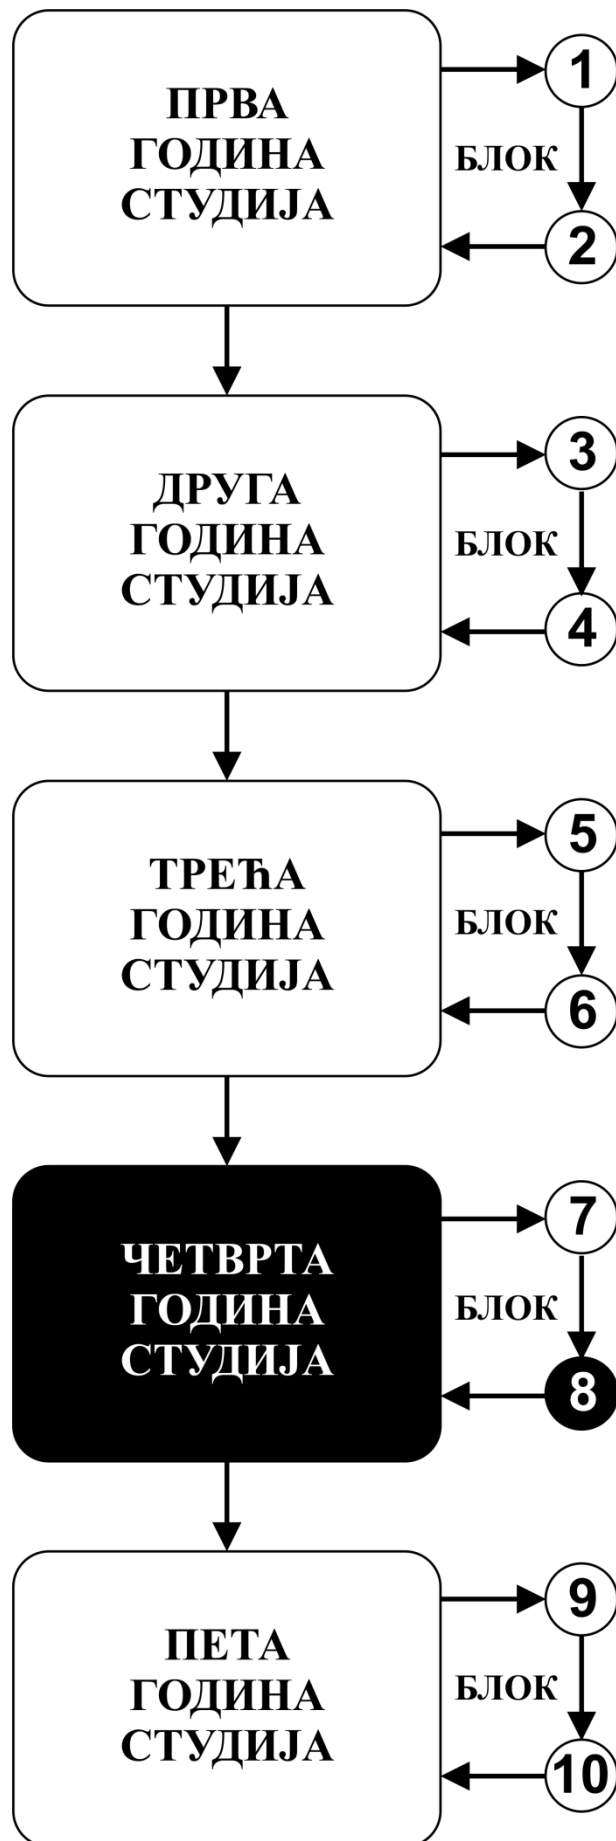 ПРВА
ГОДИНА
СТУДИЈА
1
БЛОК
2
ДРУГА
ГОДИНА
СТУДИЈА
3
БЛОК
4
ТРЕЋА
ГОДИНА
СТУДИЈА
5
БЛОК
6
ЧЕТВРТА
ГОДИНА
СТУДИЈА
7
БЛОК
8
ПЕТА
ГОДИНА
СТУДИЈА
9
БЛОК
10